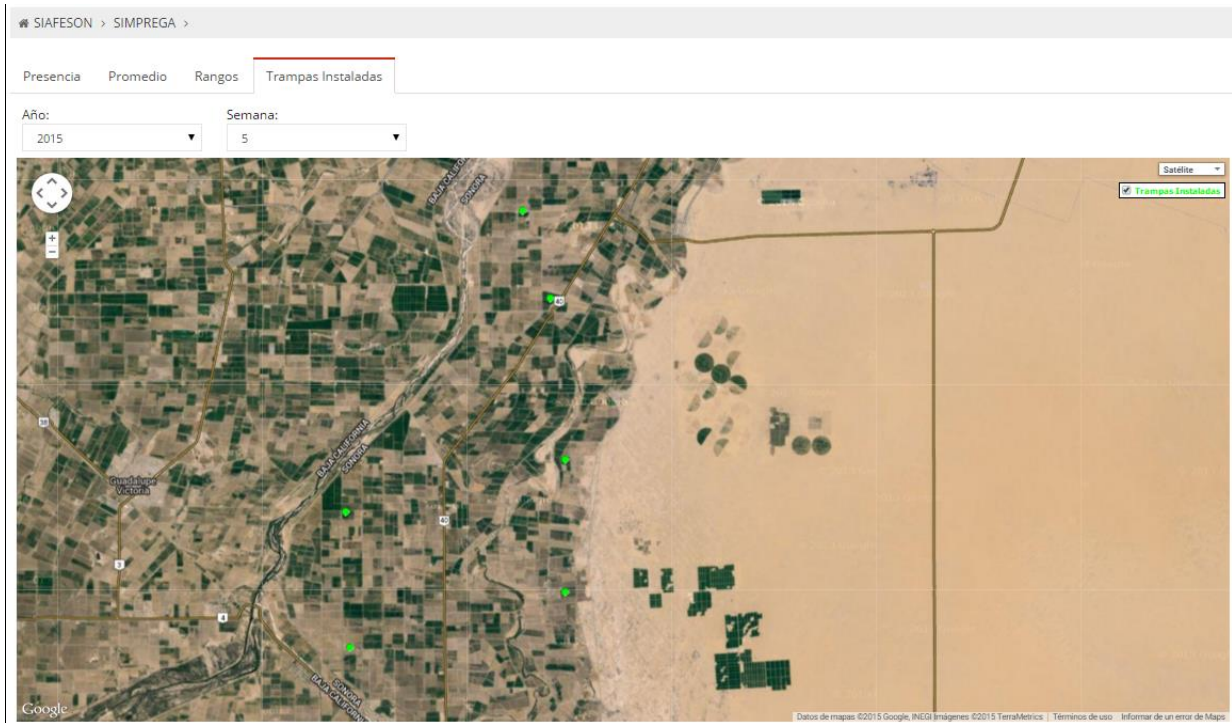 SIAFESON > SIMPREGA >
Presencia Promedio Rangos Trampas Instaladas
Año: Semana:
2015 5
Satélite
Trampas Instaladas
BAJA CALIFORNIA
SONORA
40
BAJA CALIFORNIA
SONORA
38
Guadalupe
Victoria
40
3
4
SONORA
BAJA CALIFORNIA
Google
Datos de mapas ©2015 Google, INEGI Imágenes ©2015 TerraMetrics Términos de uso Informar de un error de Maps